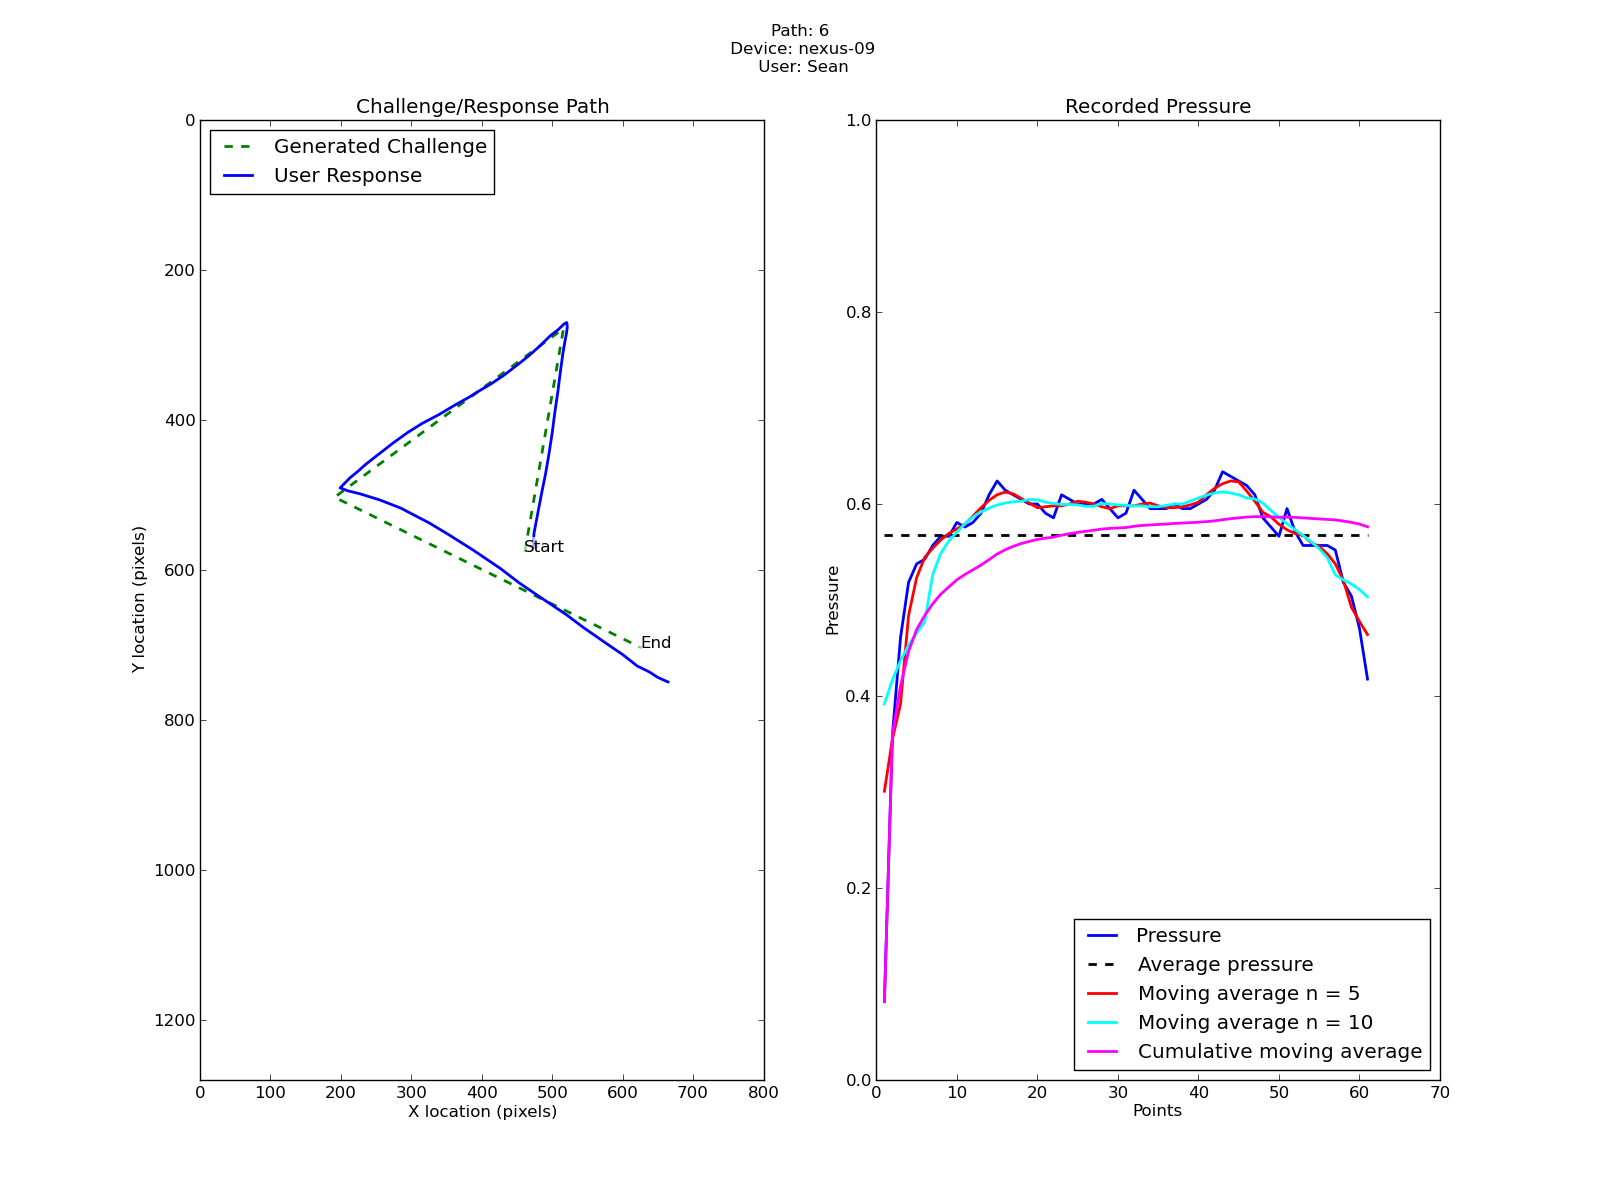 Path: 6
Device: nexus-09
User: Sean
Challenge/Response Path
Generated Challenge
User Response
0
200
400
600
800
1000
1200
Y location (pixels)
Start
End
0 100 200 300 400 500 600 700 800
X location (pixels)
Recorded Pressure
1.0
0.8
0.6
0.4
0.2
0.0
Pressure
Pressure
Average pressure
Moving average n = 5
Moving average n = 10
Cumulative moving average
0 10 20 30 40 50 60 70
Points